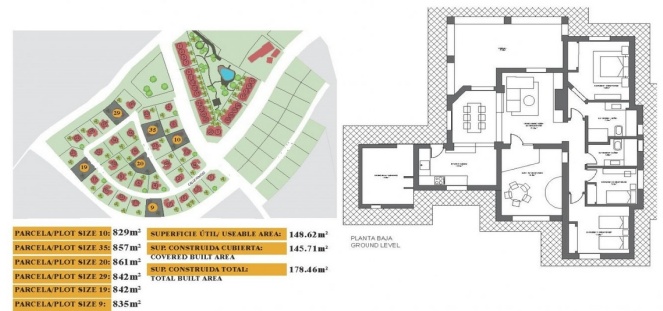 29
35
10
20
19
9
PARCELA/PLOT SIZE 10: 829m²
PARCELA/PLOT SIZE 35: 857m²
PARCELA/PLOT SIZE 20: 861m²
PARCELA/PLOT SIZE 29: 842m²
PARCELA/PLOT SIZE 19: 842m²
PARCELA/PLOT SIZE 9: 835m²
SUPERFICIE ÚTIL/ USEABLE AREA: 148.62m²
SUP. CONSTRUIDA CUBIERTA: 145.71m²
COVERED BUILT AREA
SUP. CONSTRUIDA TOTAL: 178.46m²
TOTAL BUILT AREA
PLANTA BAJA
GROUND LEVEL